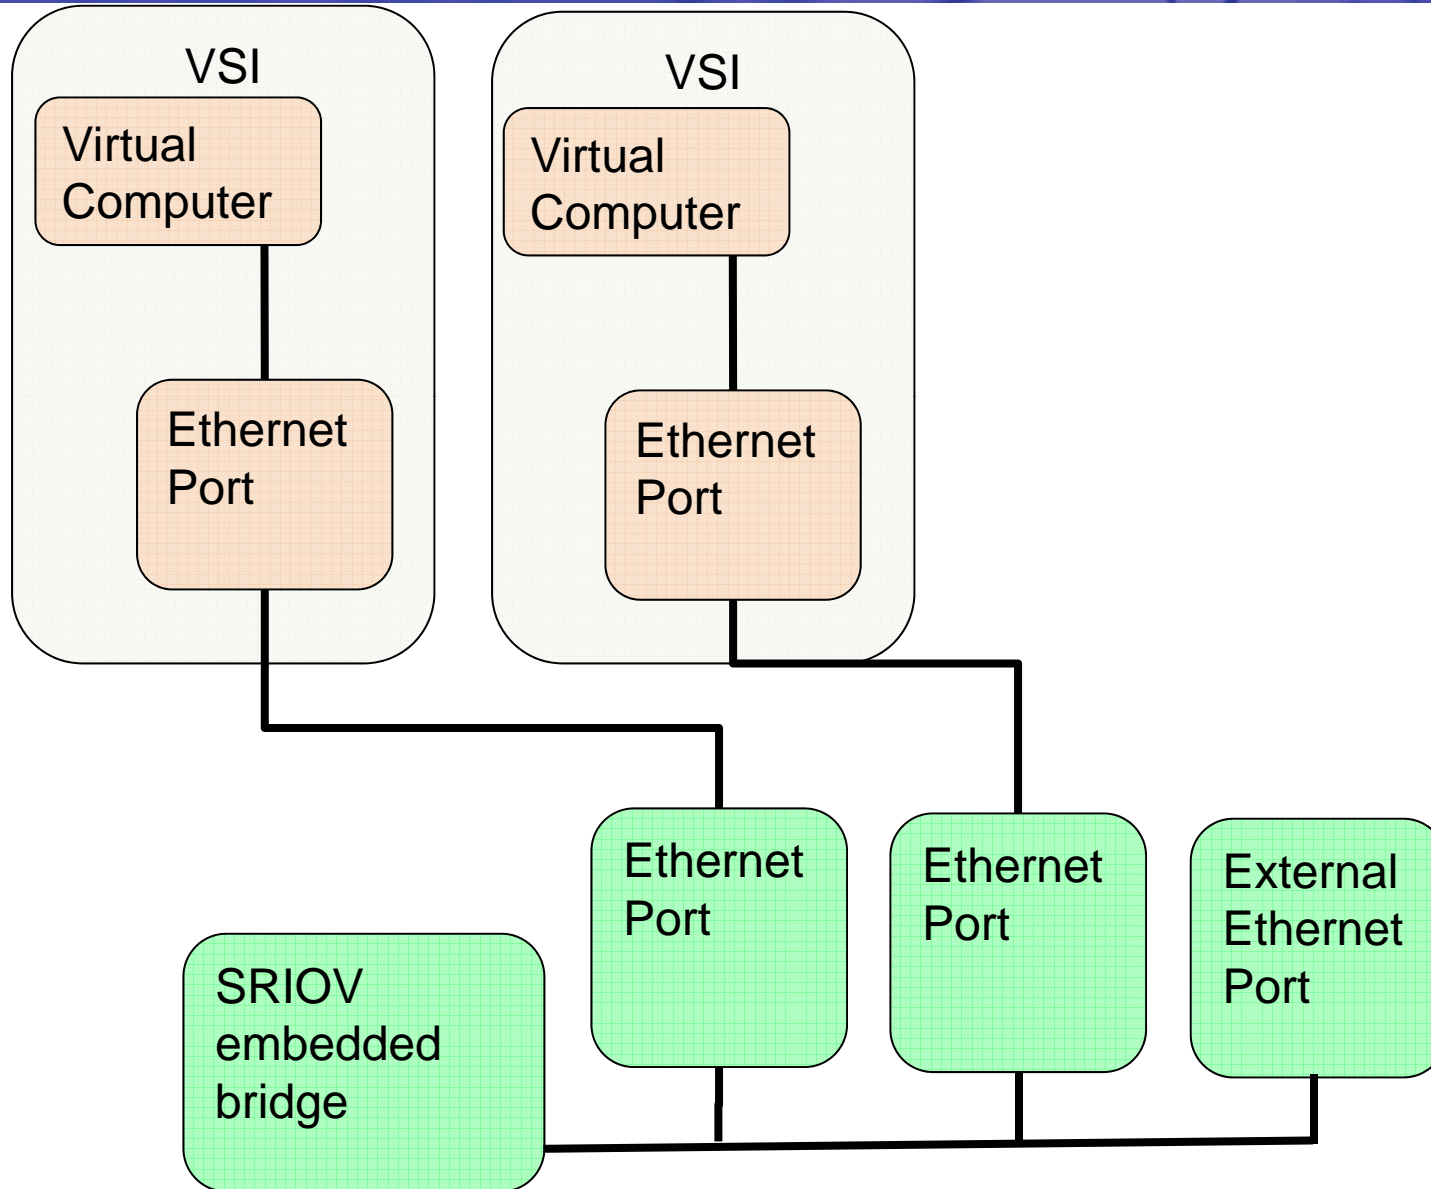 VSI
Virtual
Computer
Ethernet
Port
VSI
Virtual
Computer
Ethernet
Port
Ethernet
Port
Ethernet
Port
External
Ethernet
Port
SRIOV
embedded
bridge